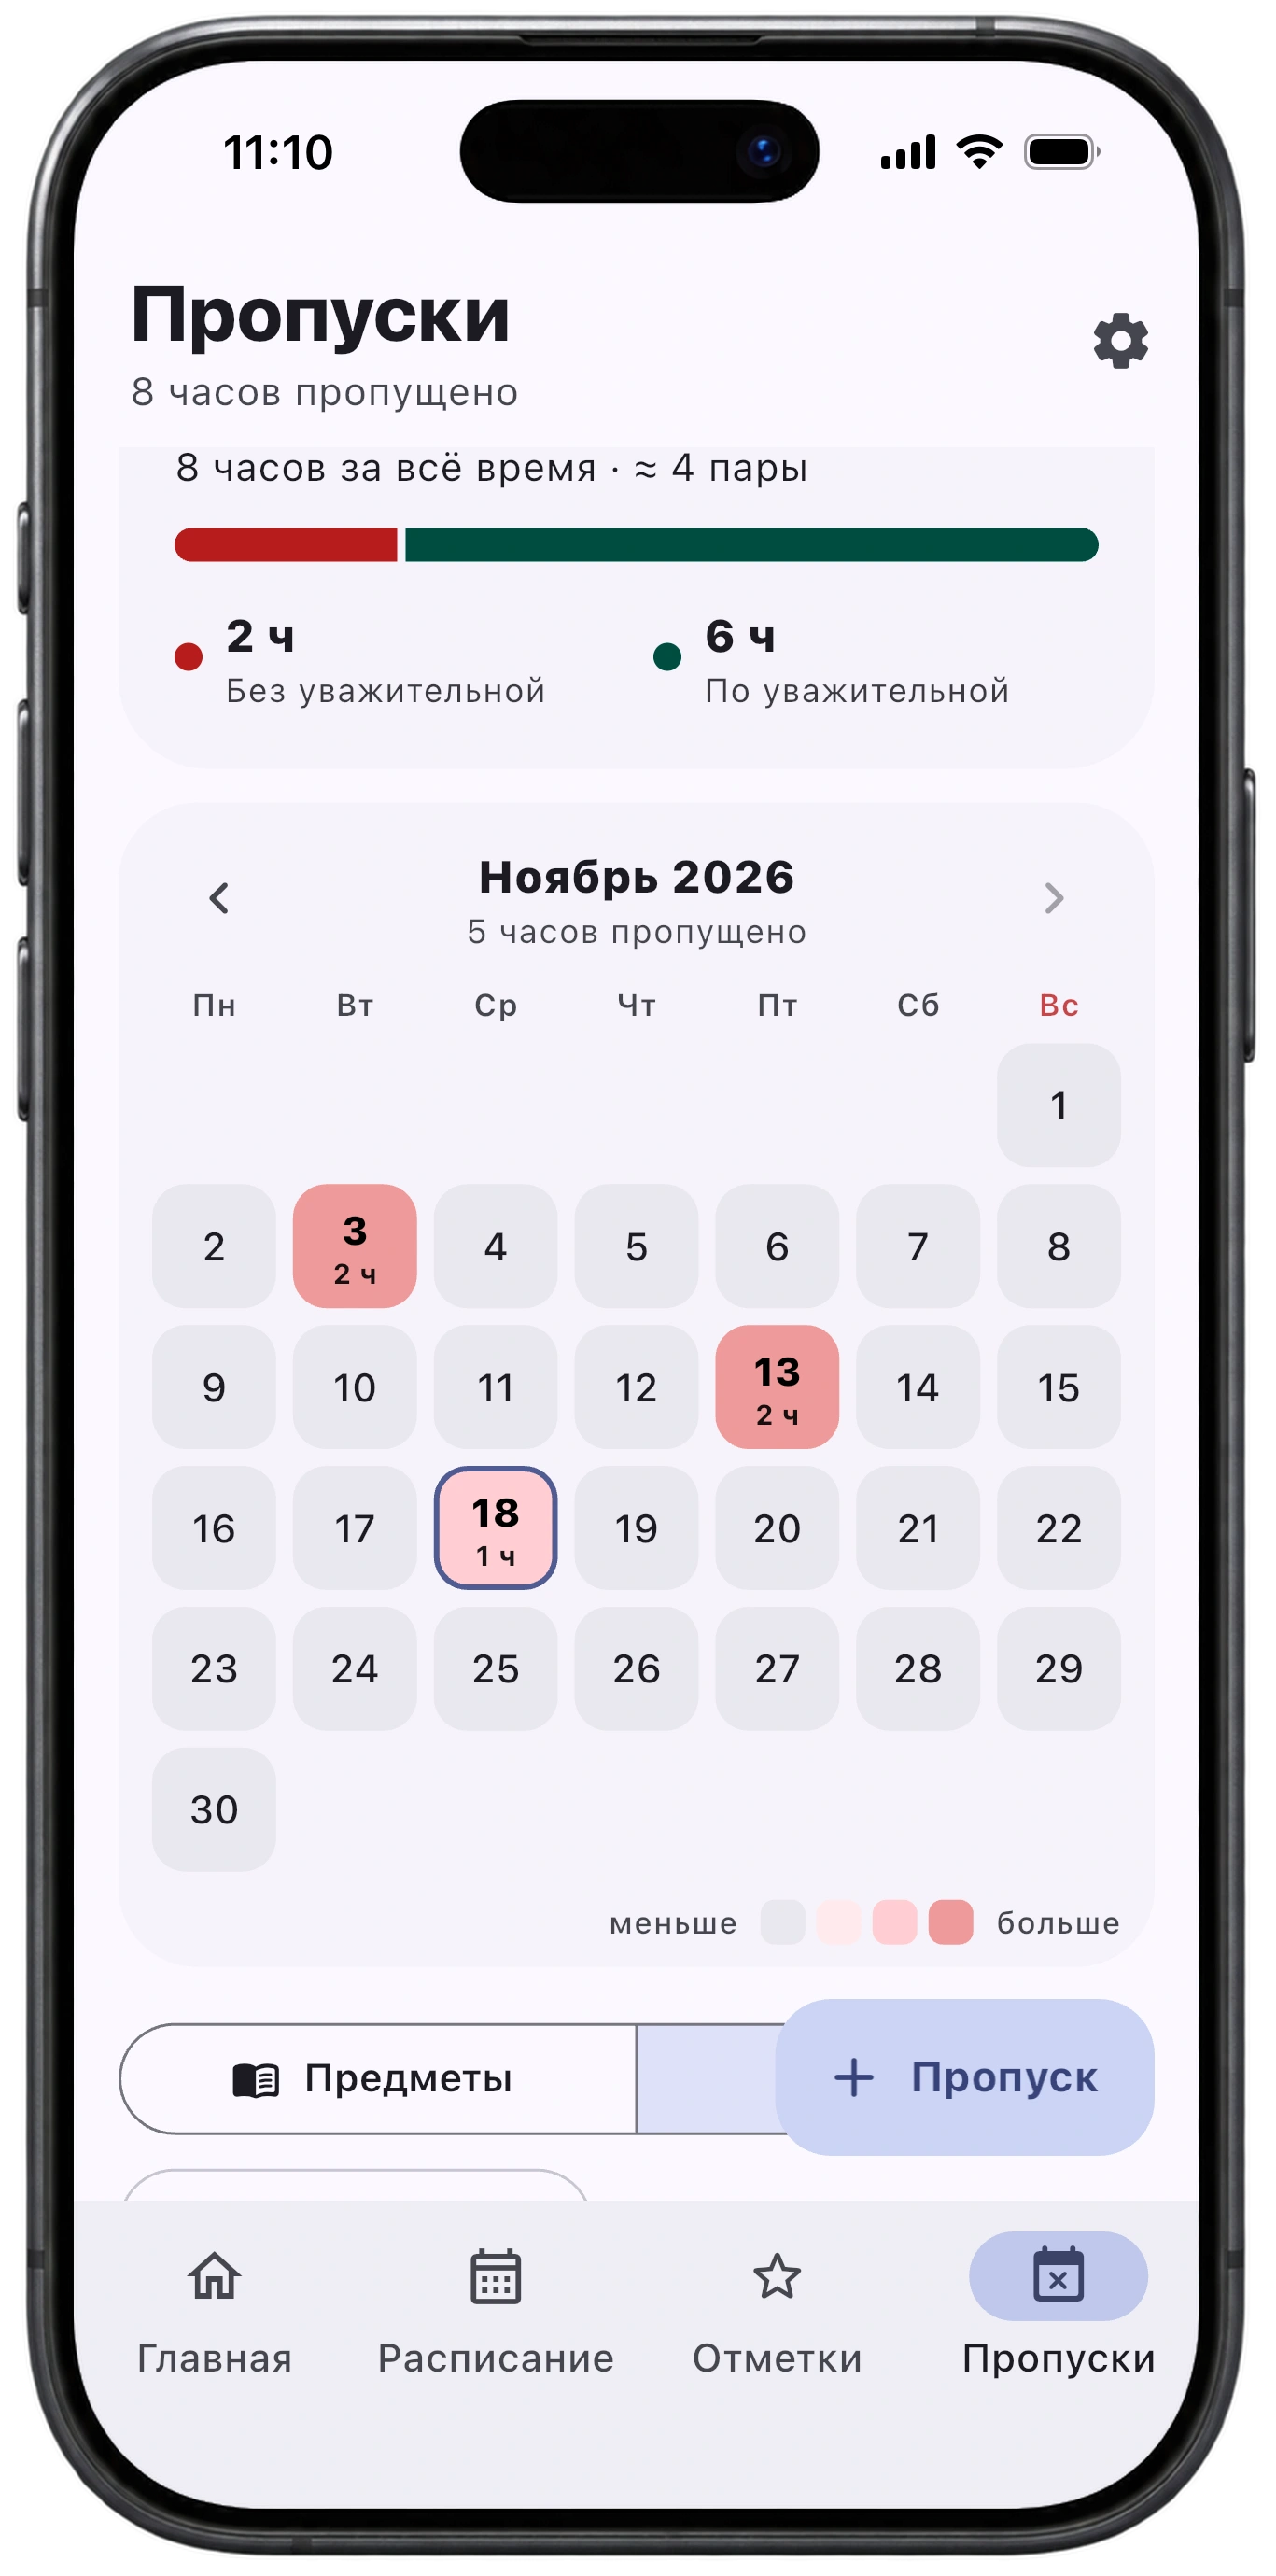 11:10
Пропуски
8 часов пропущено
8 часов за всё время · ≈ 4 пары
2 ч
Без уважительной
6 ч
По уважительной
Ноябрь 2026
5 часов пропущено
Пн Вт Ср Чт Пт Сб Вс
1
2 3 4 5 6 7 8
2 ч
9 10 11 12 13 14 15
2 ч
16 17 18 19 20 21 22
1 ч
23 24 25 26 27 28 29
30
меньше больше
Предметы
+ Пропуск
Главная Расписание Отметки Пропуски